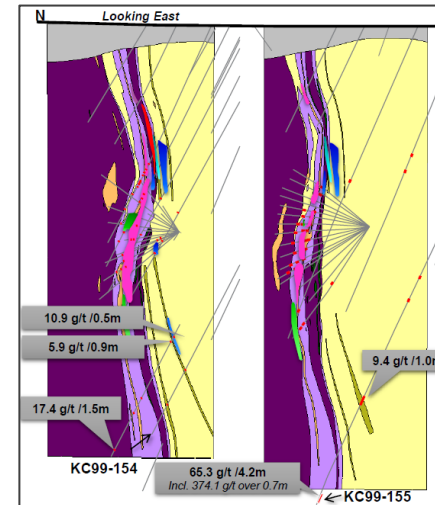 N
Looking East
10.9 g/t /0.5m
5.9 g/t /0.9m
9.4 g/t /1.0m
17.4 g/t /1.5m
KC99-154
65.3 g/t /4.2m
Incl. 374.1 g/t over 0.7m
KC99-155